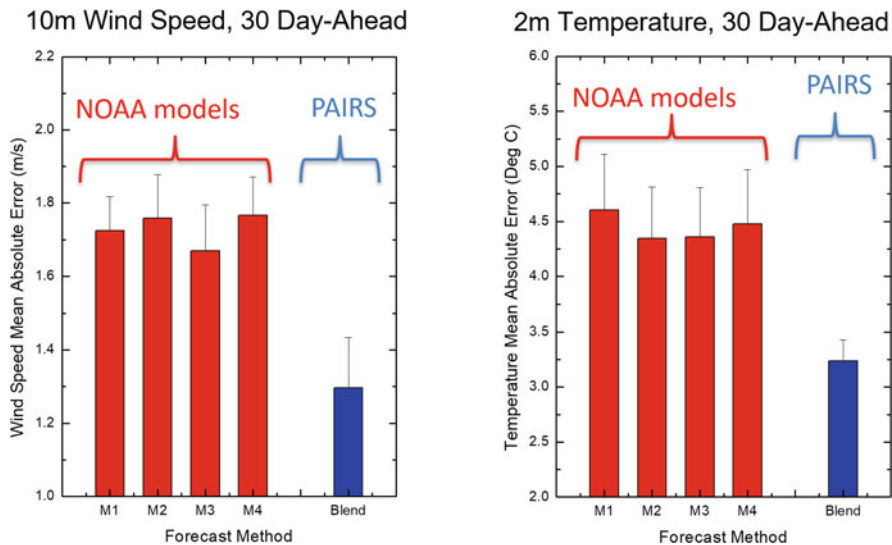 10m Wind Speed, 30 Day-Ahead
2.2
2.0
1.8
1.6
1.4
1.2
1.0
Wind Speed Mean Absolute Error (m/s)
NOAA models
PAIRS
M1 M2 M3 M4 Blend
Forecast Method
2m Temperature, 30 Day-Ahead
6.0
5.5
5.0
4.5
4.0
3.5
3.0
2.5
2.0
Temperature Mean Absolute Error (Deg C)
NOAA models
PAIRS
M1 M2 M3 M4 Blend
Forecast Method